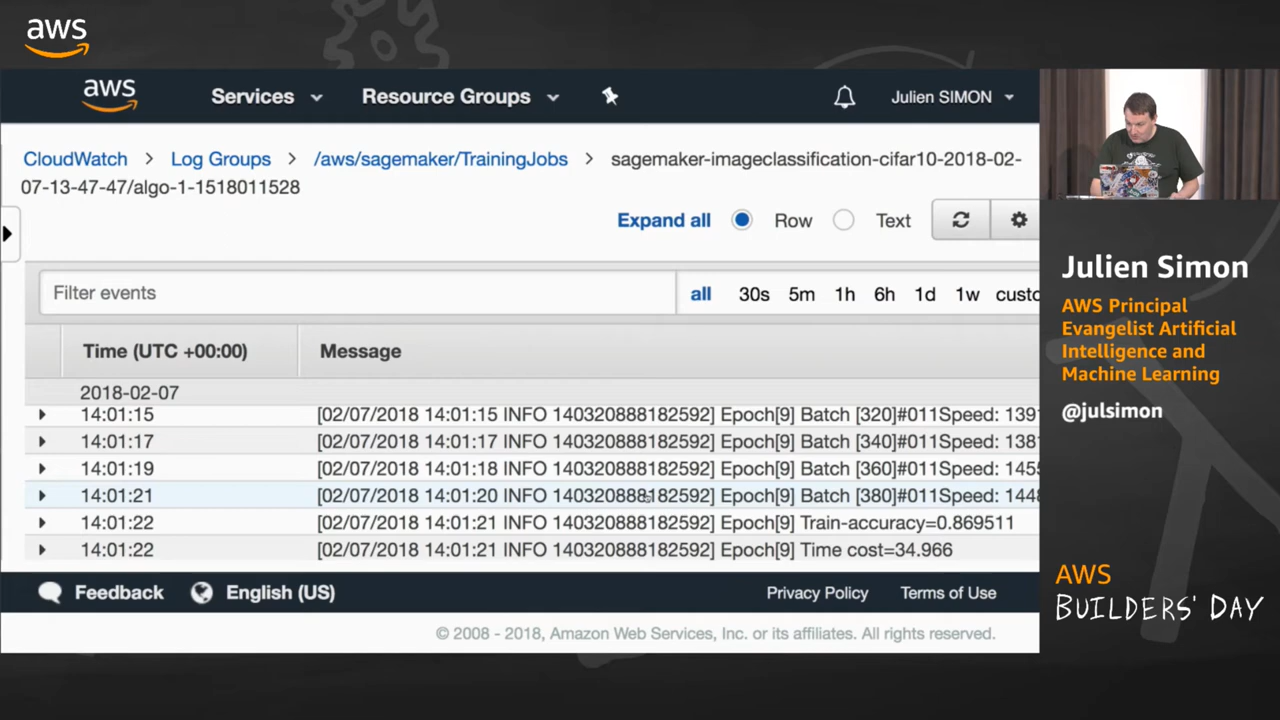 aws
aws
Services
Resource Groups
Julien SIMON
CloudWatch > Log Groups > /aws/sagemaker/TrainingJobs > sagemaker-imageclassification-cifar10-2018-02-
07-13-47-47/algo-1-1518011528
Expand all Row Text
Filter events
all 30s 5m 1h 6h 1d 1w custo
Time (UTC +00:00) Message
2018-02-07
14:01:15 [02/07/2018 14:01:15 INFO 140320888182592] Epoch[9] Batch [320]#011Speed: 1391
14:01:17 [02/07/2018 14:01:17 INFO 140320888182592] Epoch[9] Batch [340]#011Speed: 1381
14:01:19 [02/07/2018 14:01:18 INFO 140320888182592] Epoch[9] Batch [360]#011Speed: 1455
14:01:21 [02/07/2018 14:01:20 INFO 140320888182592] Epoch[9] Batch [380]#011Speed: 1448
14:01:22 [02/07/2018 14:01:21 INFO 140320888182592] Epoch[9] Train-accuracy=0.869511
14:01:22 [02/07/2018 14:01:21 INFO 140320888182592] Epoch[9] Time cost=34.966
Feedback English (US) Privacy Policy Terms of Use
© 2008 - 2018, Amazon Web Services, Inc. or its affiliates. All rights reserved.
Julien Simon
AWS Principal
Evangelist Artificial
Intelligence and
Machine Learning
@julsimon
AWS
BUILDERS' DAY